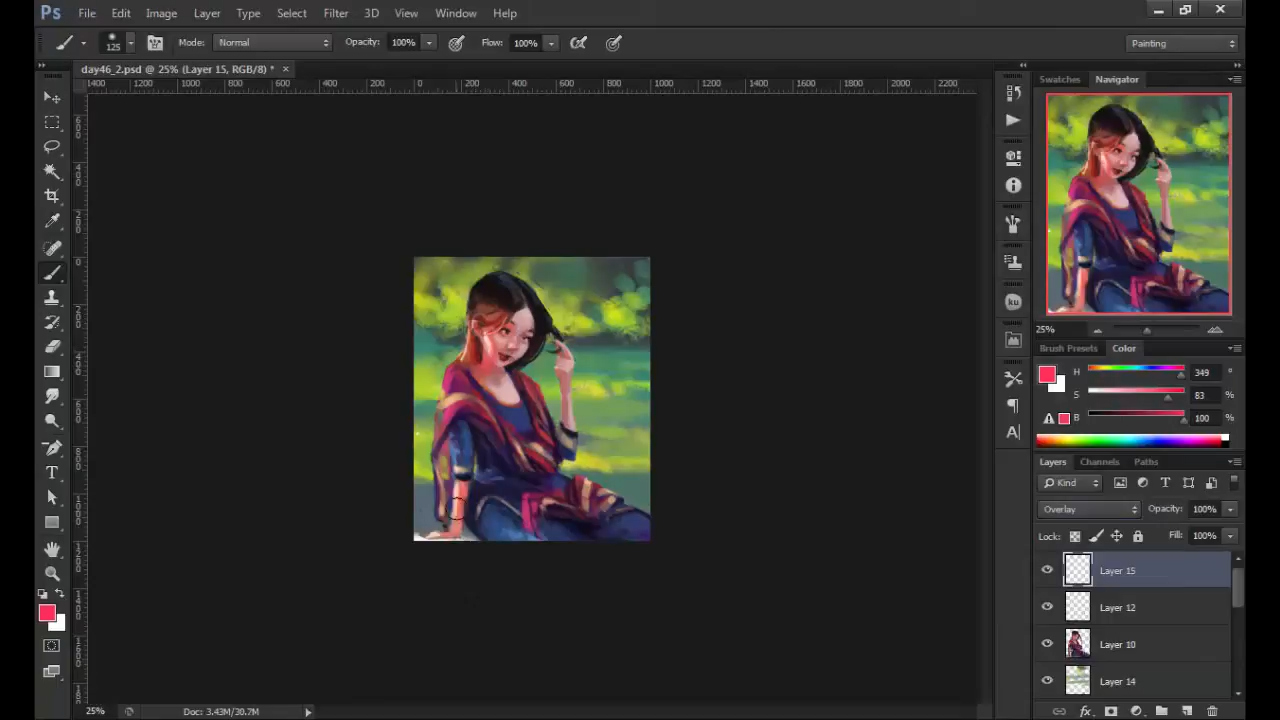 Ps File Edit Image Layer Type Select Filter 3D View Window Help
125 Mode: Normal Opacity: 100% Flow: 100% Painting
day46_2.psd @ 25% (Layer 15, RGB/8) * ×
1400 1200 1000 800 600 400 200 0 200 400 600 800 1000 1200 1400 1600 1800 2000 2200
Swatches Navigator
25%
Brush Presets Color
H 349 °
S 83 %
B 100 %
Layers Channels Paths
Kind
Overlay Opacity: 100%
Lock: Fill: 100%
Layer 15
Layer 12
Layer 10
Layer 14
ku
25% Doc: 3.43M/30.7M